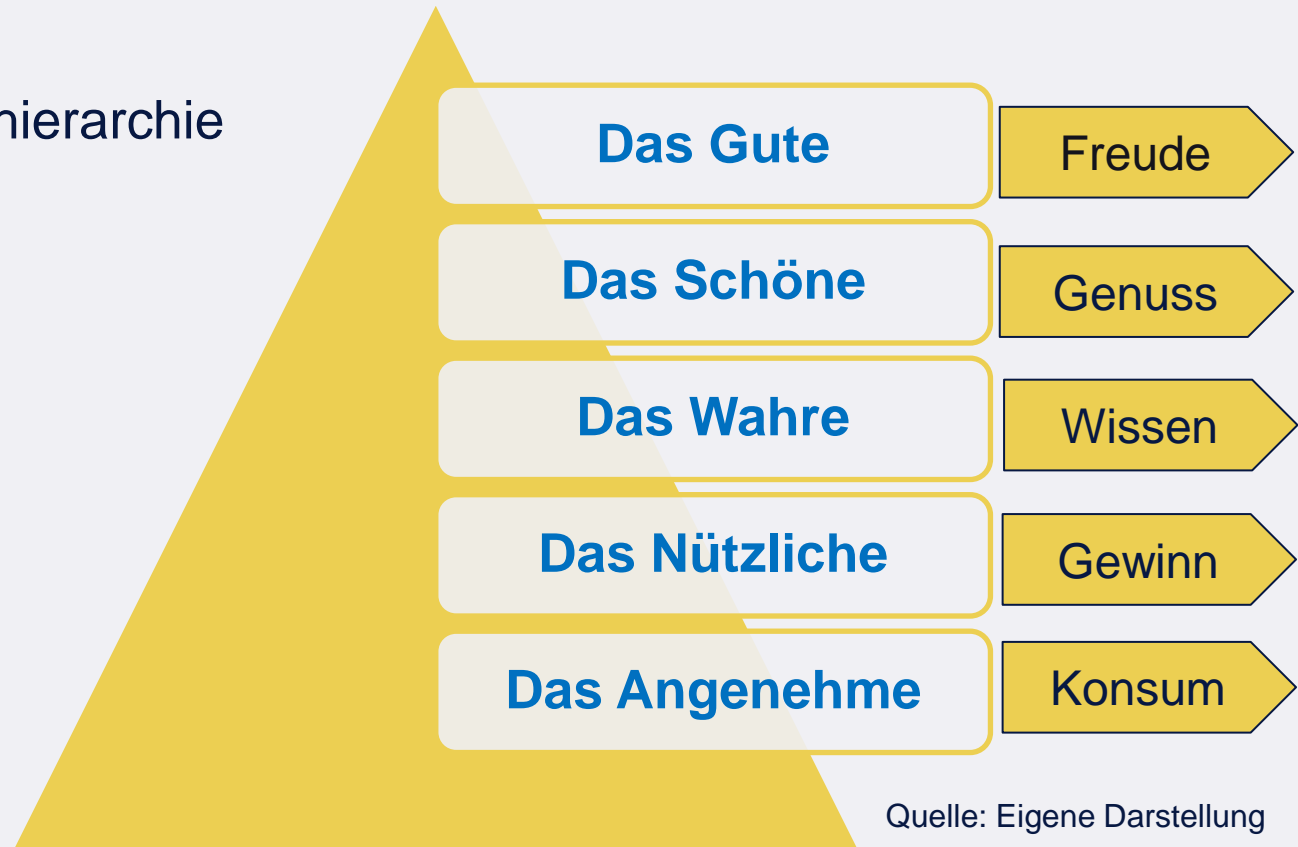 hierarchie
Das Gute
Freude
Das Schöne
Genuss
Das Wahre
Wissen
Das Nützliche
Gewinn
Das Angenehme
Konsum
Quelle: Eigene Darstellung